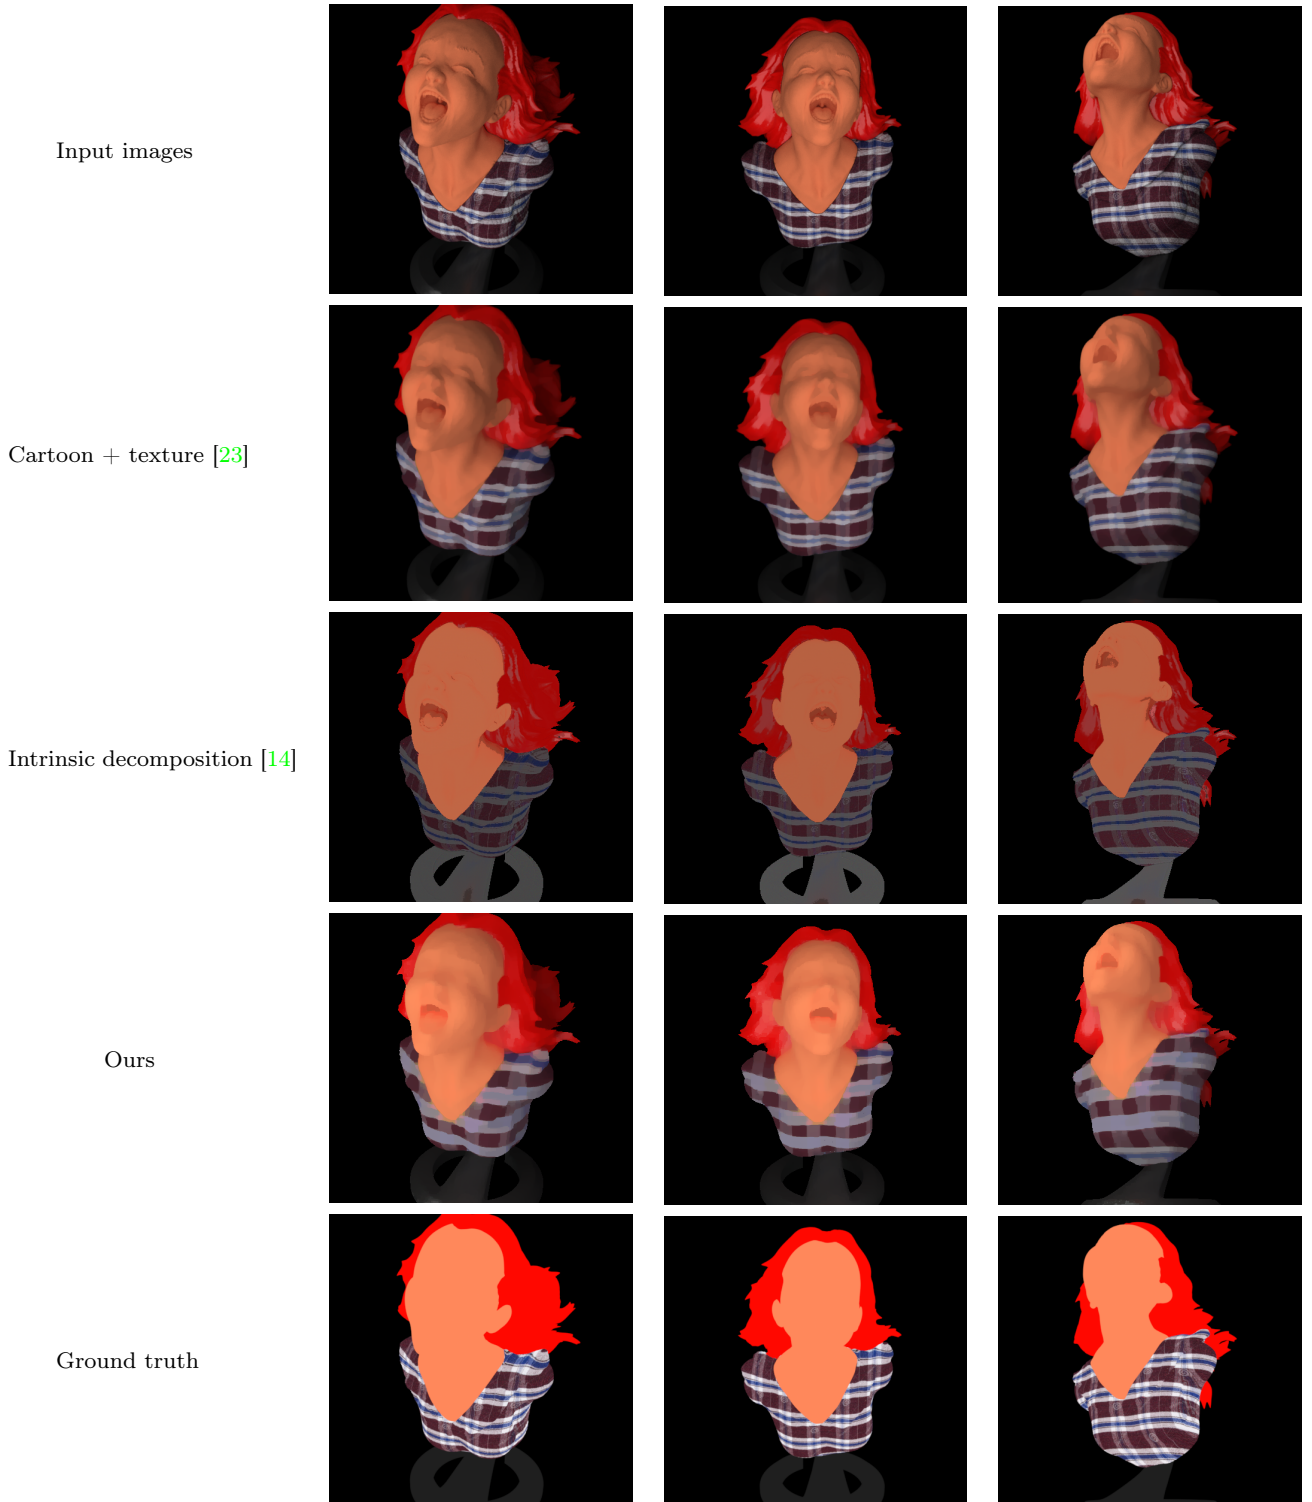 Input images
Cartoon + texture [23]
Intrinsic decomposition [14]
Ours
Ground truth